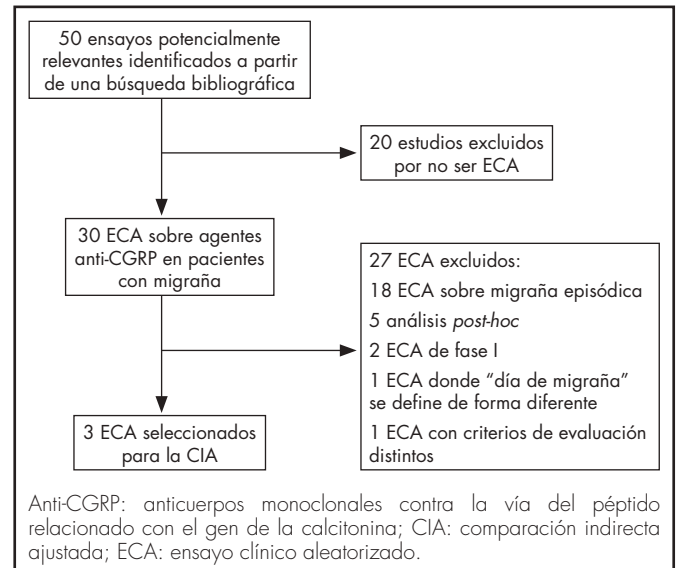 50 ensayos potencialmente
relevantes identificados a partir
de una búsqueda bibliográfica
20 estudios excluidos
por no ser ECA
30 ECA sobre agentes
anti-CGRP en pacientes
con migraña
27 ECA excluidos:
18 ECA sobre migraña episódica
5 análisis post-hoc
2 ECA de fase I
1 ECA donde “día de migraña”
se define de forma diferente
1 ECA con criterios de evaluación
distintos
3 ECA seleccionados
para la CIA
Anti-CGRP: anticuerpos monoclonales contra la vía del péptido
relacionado con el gen de la calcitonina; CIA: comparación indirecta
ajustada; ECA: ensayo clínico aleatorizado.